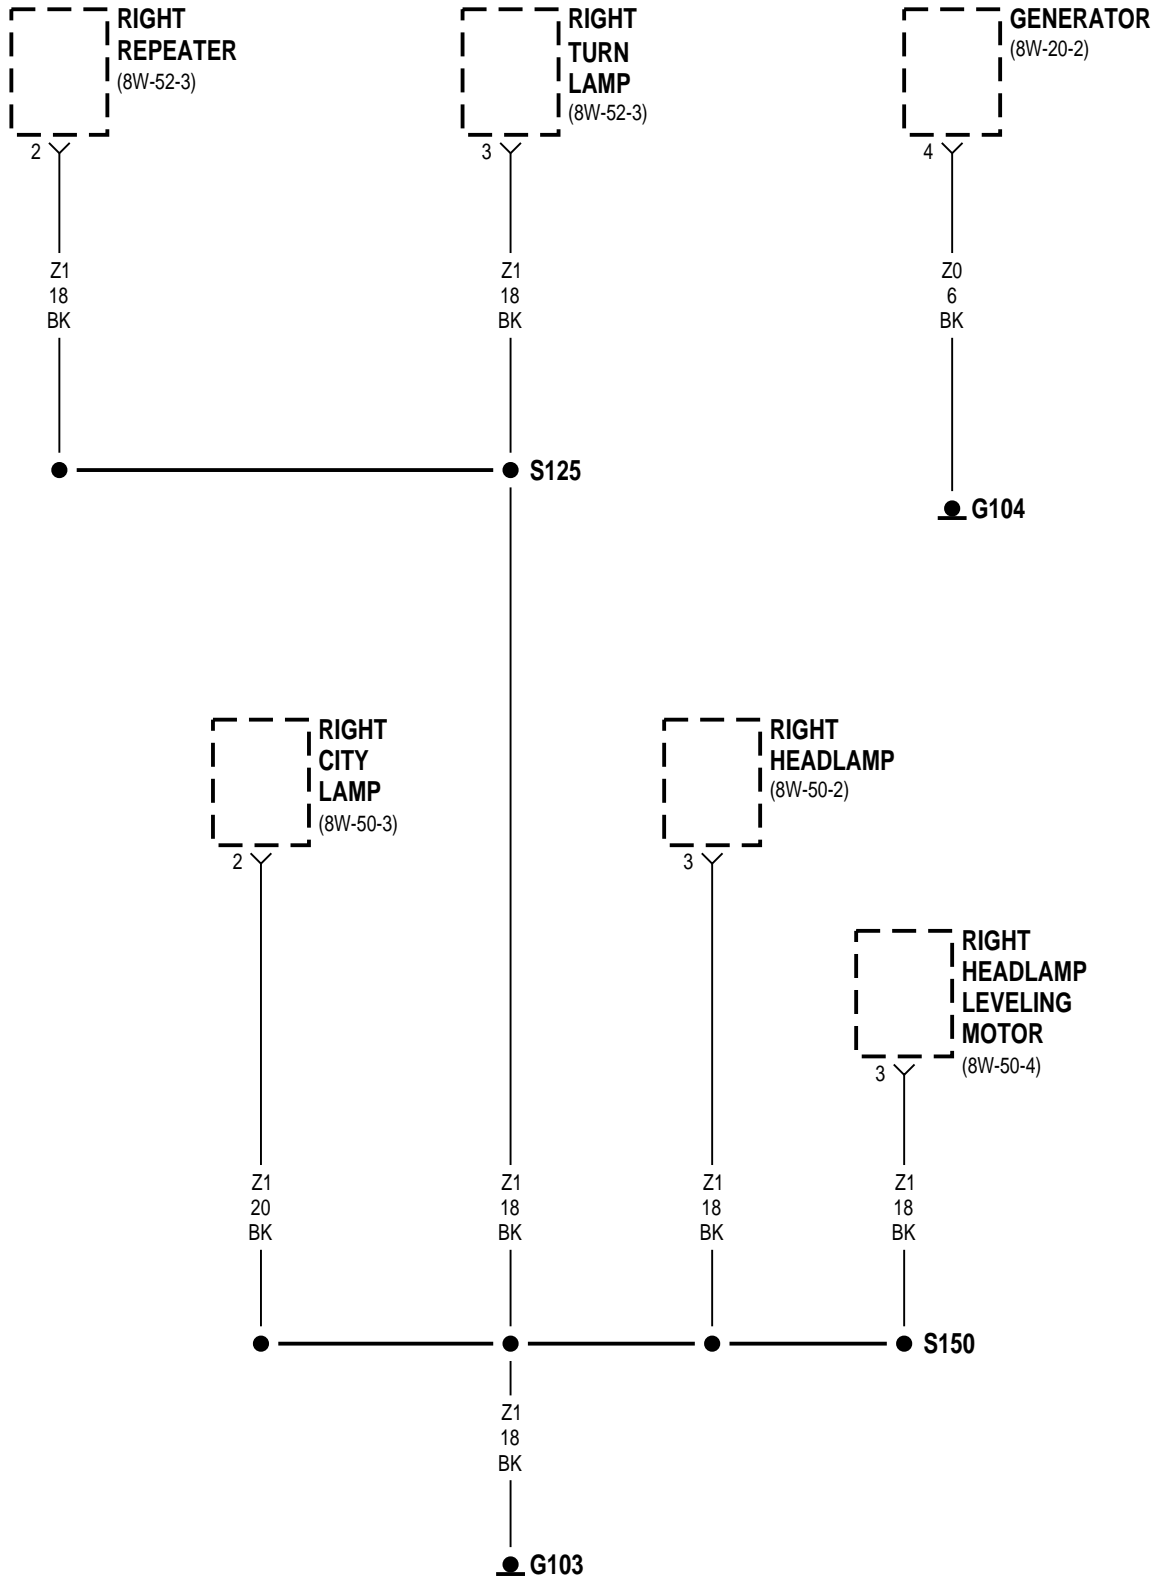 RIGHT
REPEATER
(8W-52-3)
2
Z1
18
BK
RIGHT
TURN
LAMP
(8W-52-3)
3
Z1
18
BK
S125
GENERATOR
(8W-20-2)
4
Z0
6
BK
G104
RIGHT
CITY
LAMP
(8W-50-3)
2
Z1
20
BK
Z1
18
BK
RIGHT
HEADLAMP
(8W-50-2)
3
Z1
18
BK
RIGHT
HEADLAMP
LEVELING
MOTOR
(8W-50-4)
3
Z1
18
BK
S150
Z1
18
BK
G103